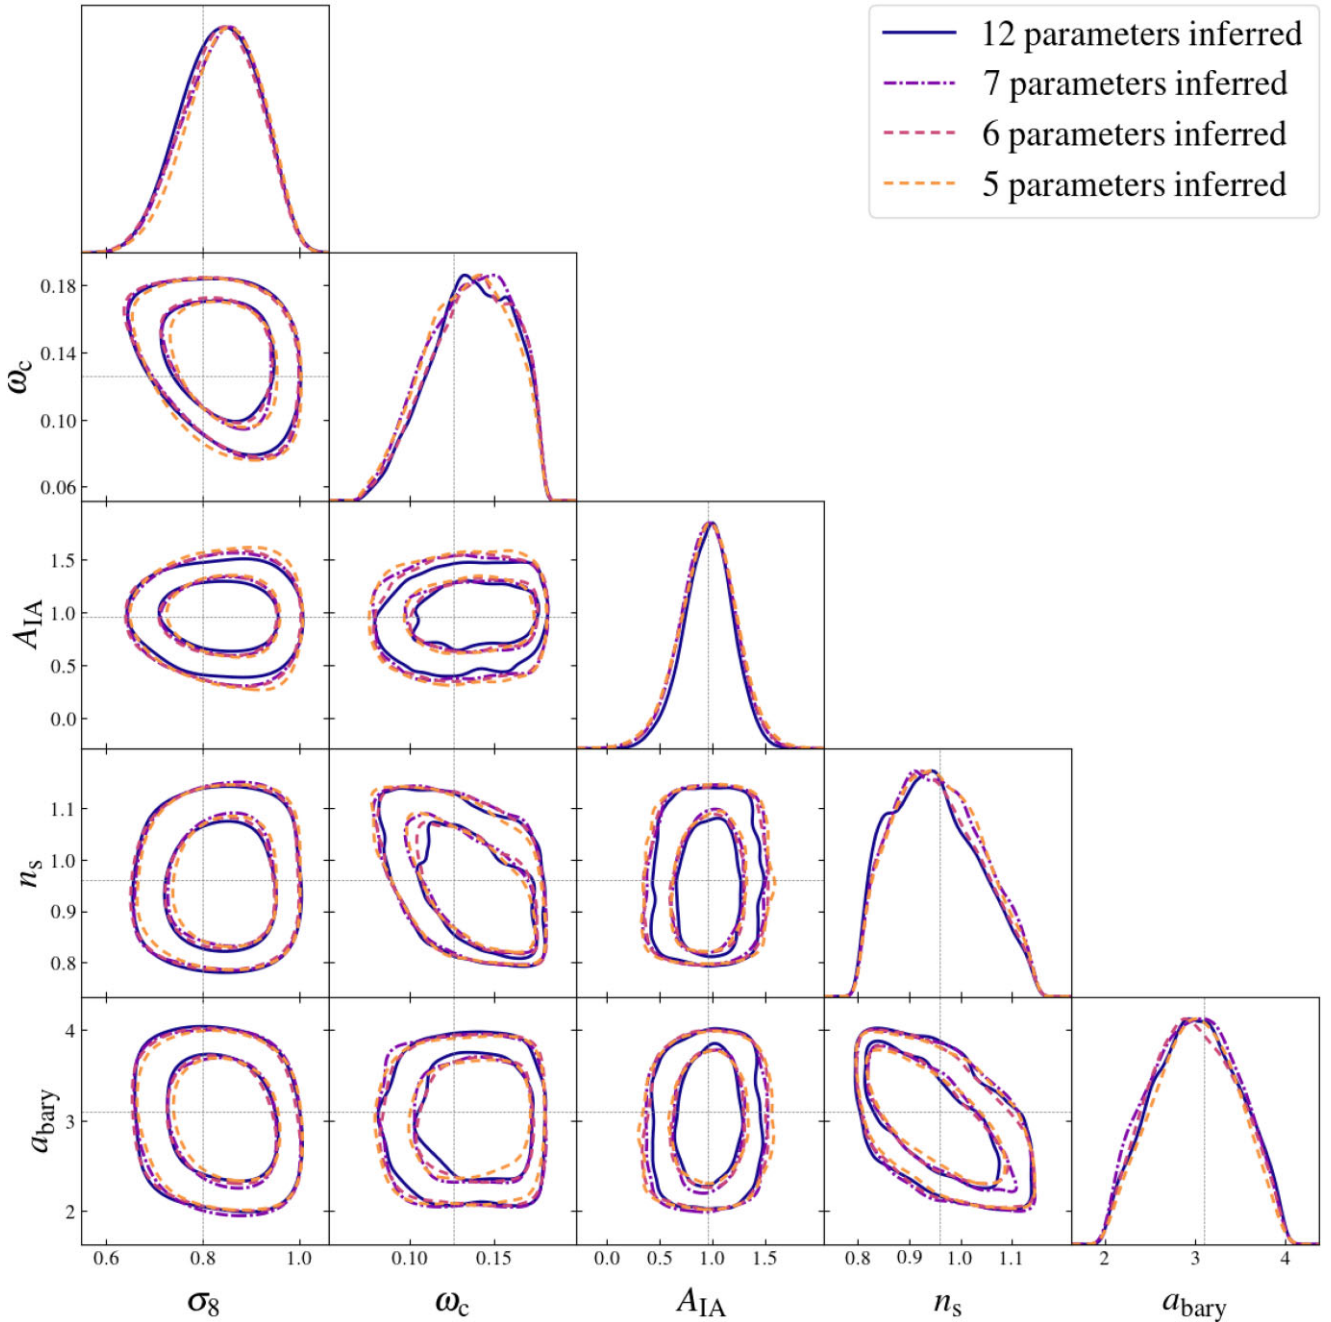 12 parameters inferred
7 parameters inferred
6 parameters inferred
5 parameters inferred
0.18
0.14
0.10
0.06
ωc
1.5
1.0
0.5
0.0
AIA
1.1
1.0
0.9
0.8
ns
4
3
2
abary
0.6 0.8 1.0
0.10 0.15
0.0 0.5 1.0 1.5
0.8 0.9 1.0 1.1
2 3 4
σ8 ωc AIA ns abary